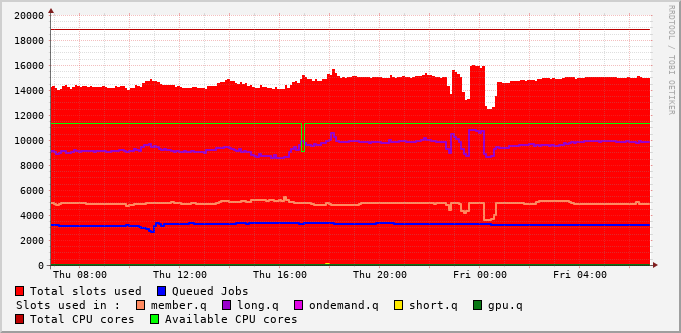 20000
18000
16000
14000
12000
10000
8000
6000
4000
2000
0
Thu 08:00 Thu 12:00 Thu 16:00 Thu 20:00 Fri 00:00 Fri 04:00
RRDTOOL / TOBI OETIKER
Total slots used Queued Jobs
Slots used in : member.q long.q ondemand.q short.q gpu.q
Total CPU cores Available CPU cores